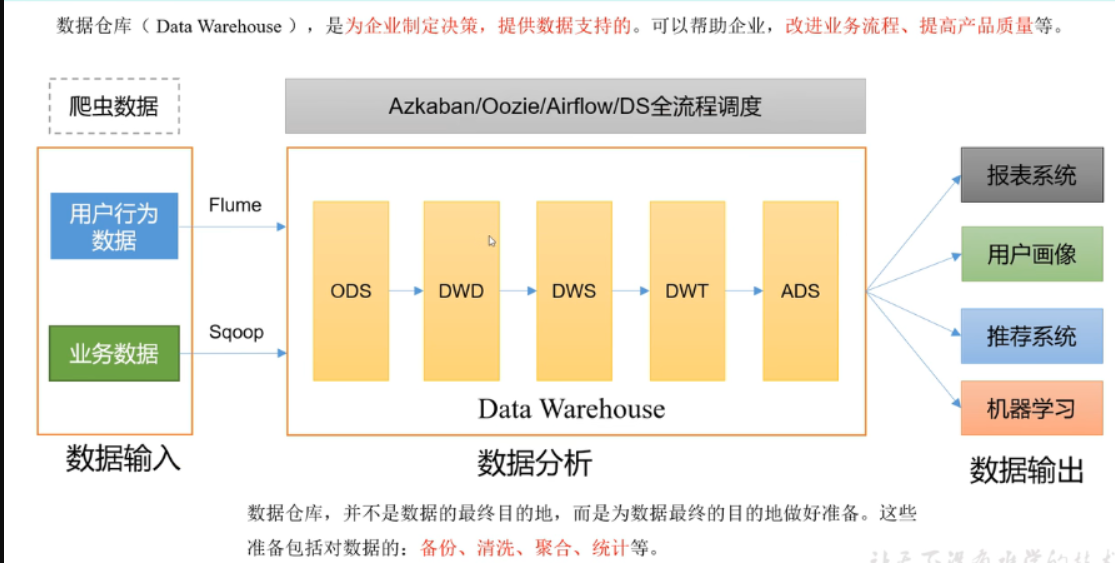 数据仓库（ Data Warehouse ），是为企业制定决策，提供数据支持的。可以帮助企业，改进业务流程、提高产品质量等。
爬虫数据
Azkaban/Oozie/Airflow/DS全流程调度
用户行为
数据
Flume
业务数据
Sqoop
数据输入
ODS
DWD
DWS
DWT
ADS
Data Warehouse
数据分析
报表系统
用户画像
推荐系统
机器学习
数据输出
数据仓库，并不是数据的最终目的地，而是为数据最终的目的地做好准备。这些
准备包括对数据的：备份、清洗、聚合、统计等。